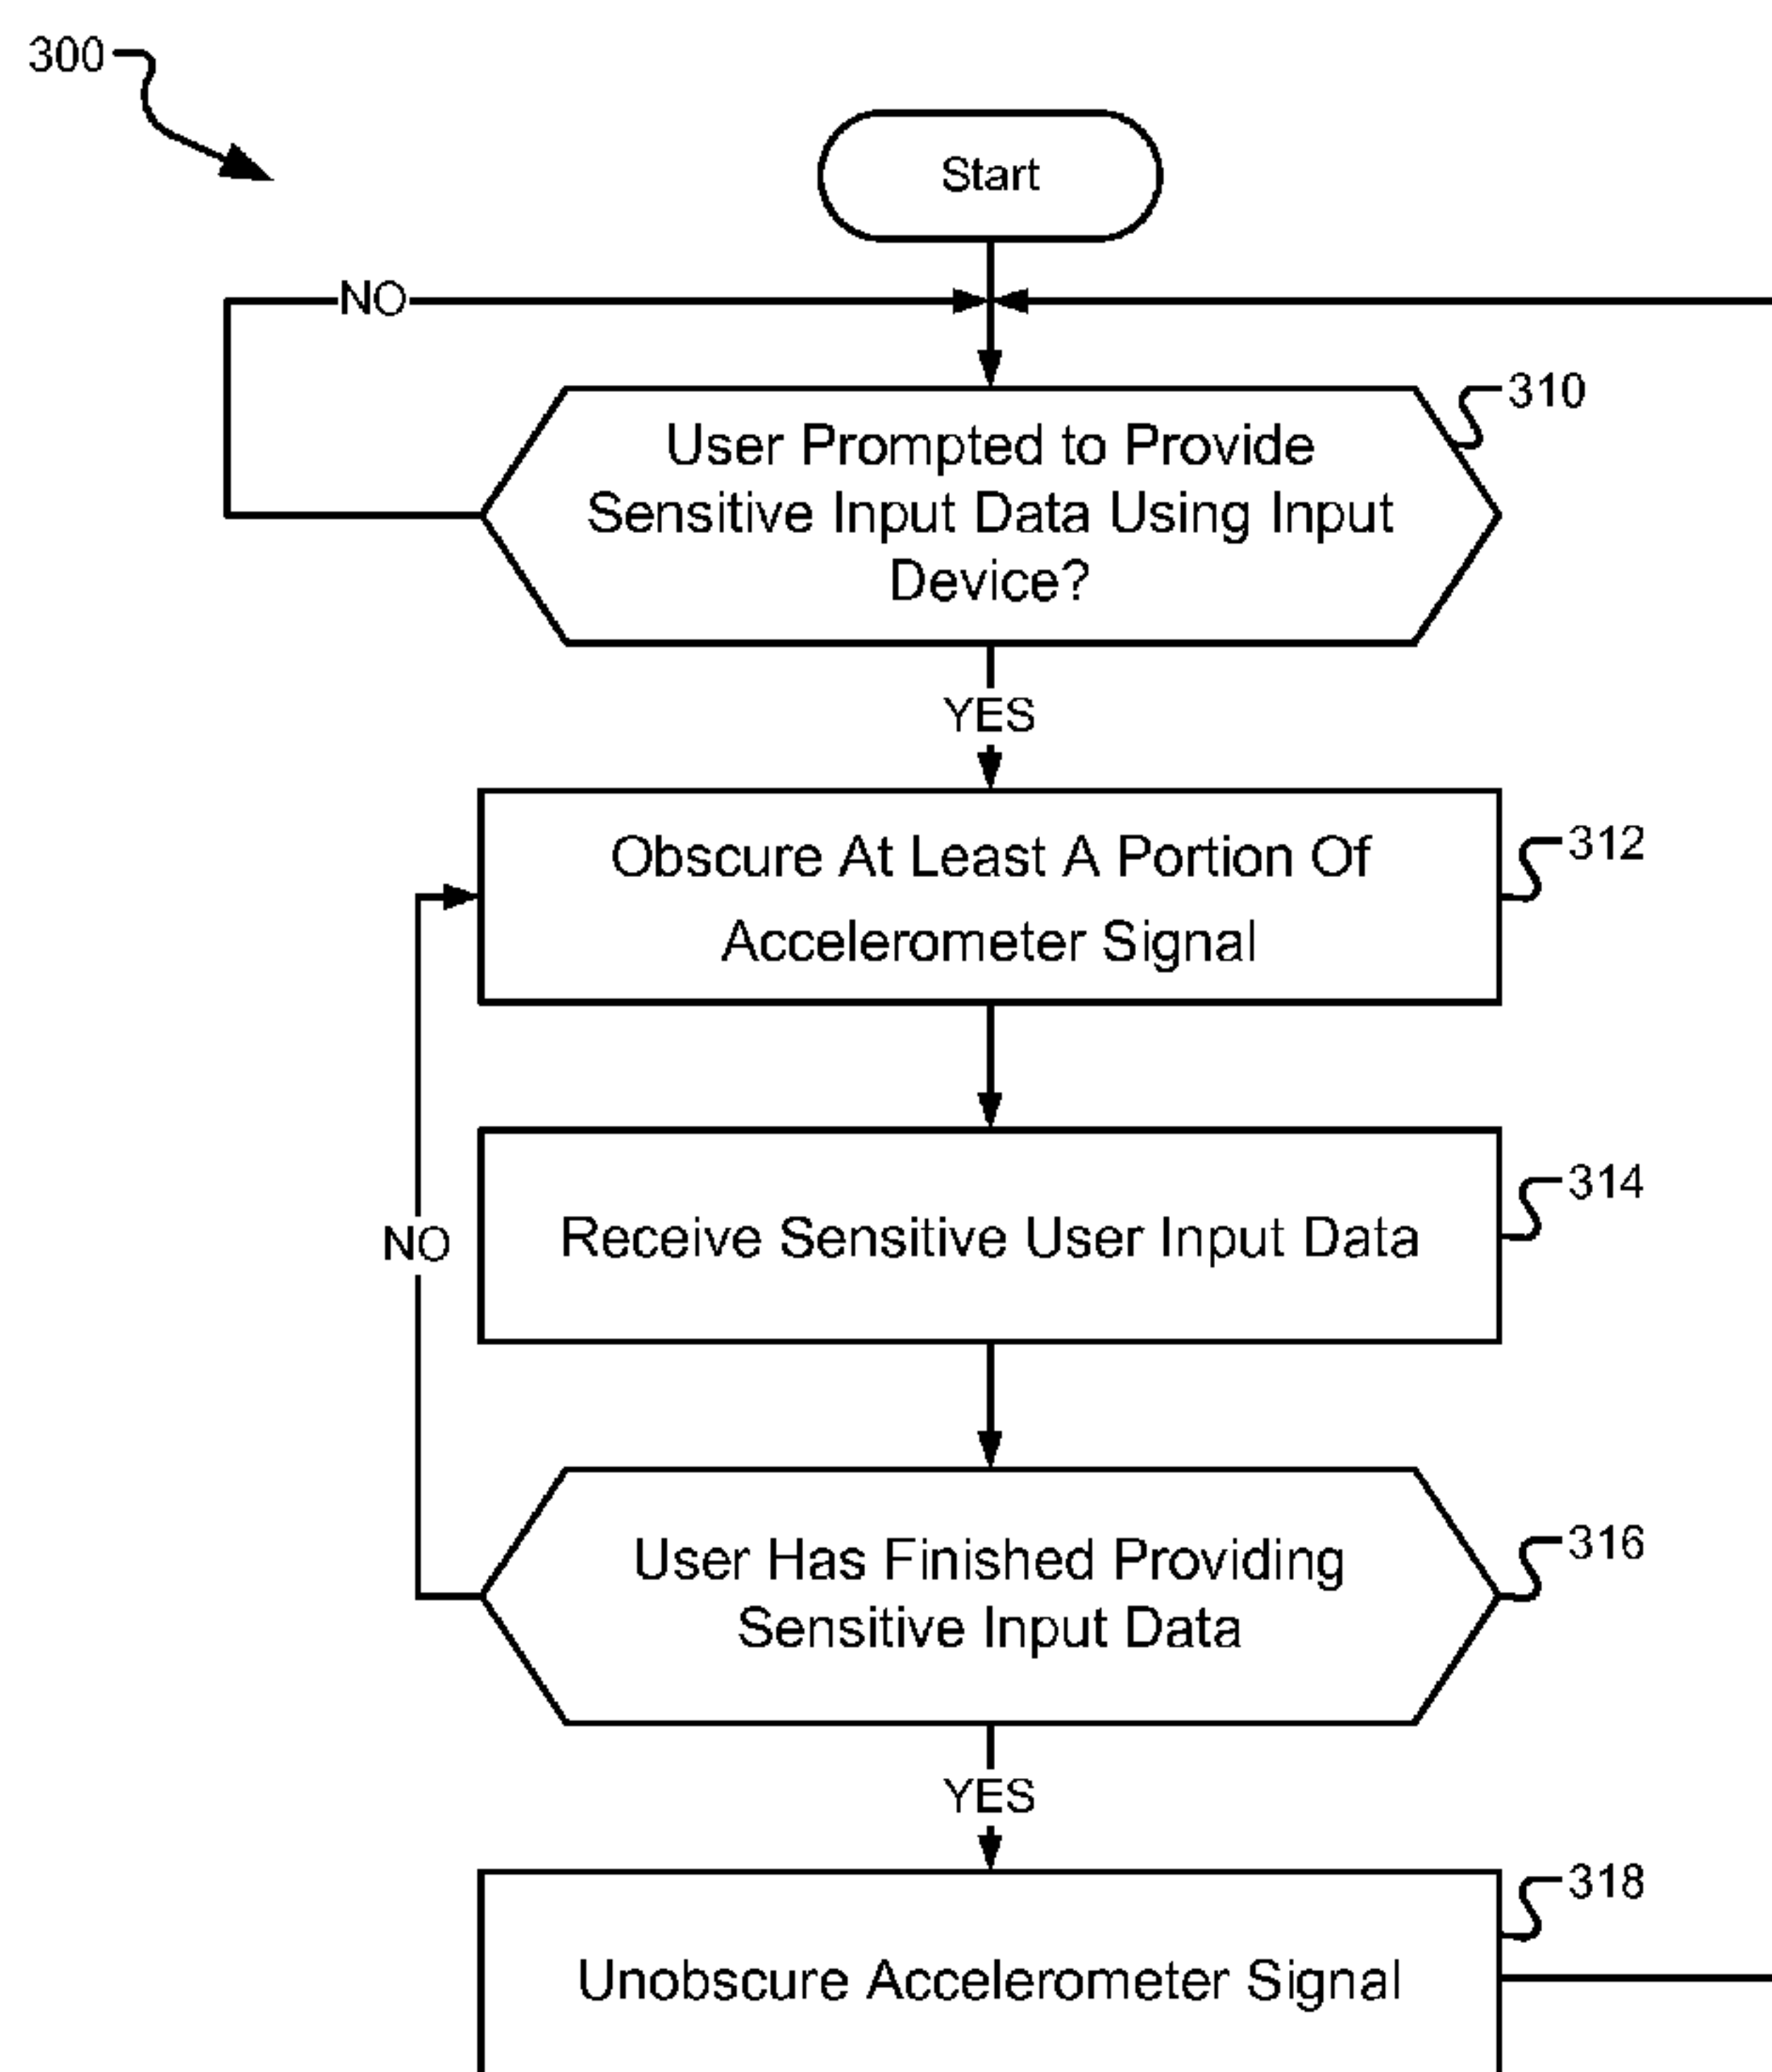 300
Start
NO
310
User Prompted to Provide
Sensitive Input Data Using Input
Device?
YES
312
Obscure At Least A Portion Of
Accelerometer Signal
314
Receive Sensitive User Input Data
NO
316
User Has Finished Providing
Sensitive Input Data
YES
318
Unobscure Accelerometer Signal